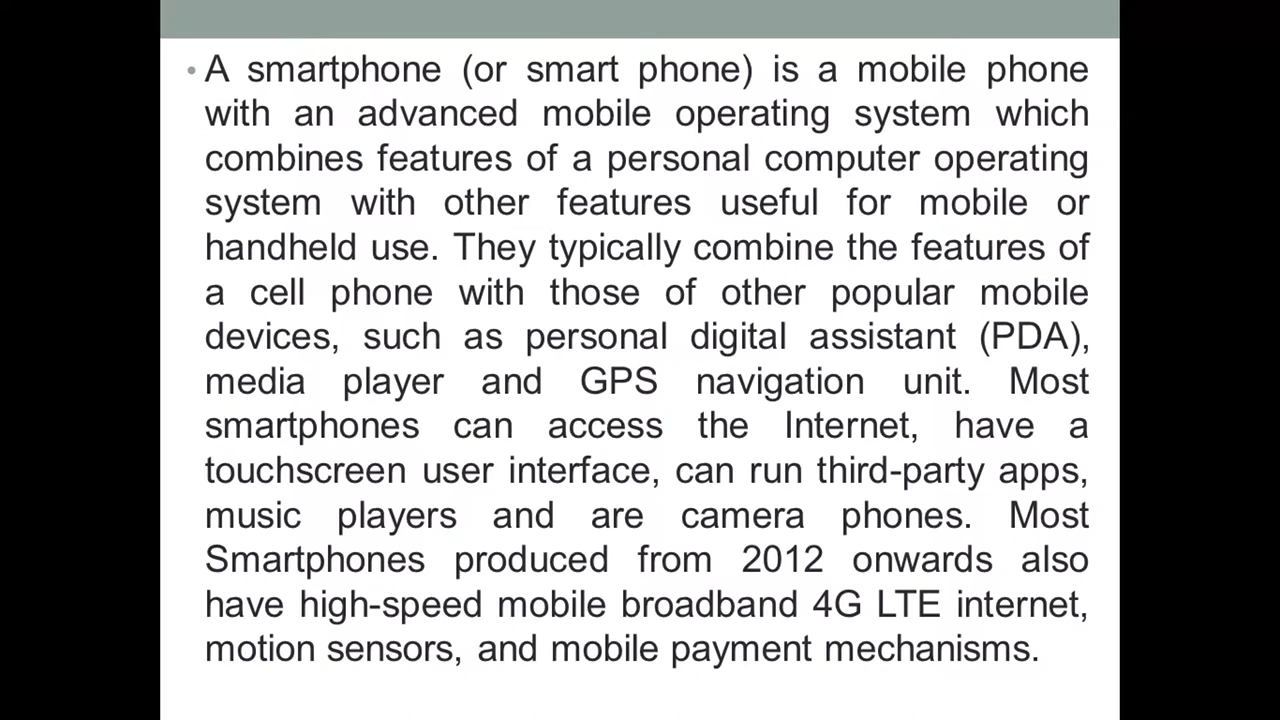 • A smartphone (or smart phone) is a mobile phone
with an advanced mobile operating system which
combines features of a personal computer operating
system with other features useful for mobile or
handheld use. They typically combine the features of
a cell phone with those of other popular mobile
devices, such as personal digital assistant (PDA),
media player and GPS navigation unit. Most
smartphones can access the Internet, have a
touchscreen user interface, can run third-party apps,
music players and are camera phones. Most
Smartphones produced from 2012 onwards also
have high-speed mobile broadband 4G LTE internet,
motion sensors, and mobile payment mechanisms.